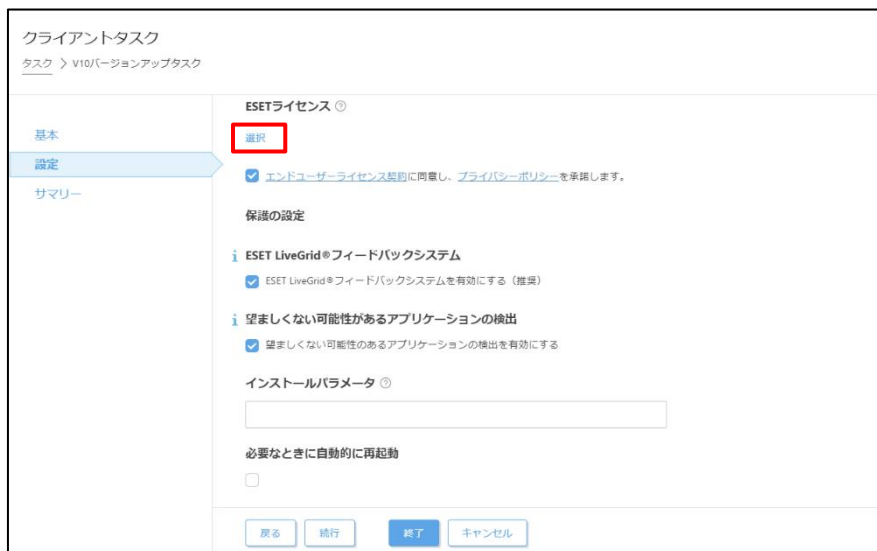 クライアントタスク
タスク 〉 V10バージョンアップタスク
基本
設定
サマリー
ESETライセンス ?
選択
エンドユーザーライセンス契約に同意し、プライバシーポリシーを承諾します。
保護の設定
i ESET LiveGrid®フィードバックシステム
ESET LiveGrid®フィードバックシステムを有効にする（推奨）
i 望ましくない可能性があるアプリケーションの検出
望ましくない可能性のあるアプリケーションの検出を有効にする
インストールパラメータ ?
必要なときに自動的に再起動
戻る 続行 終了 キャンセル